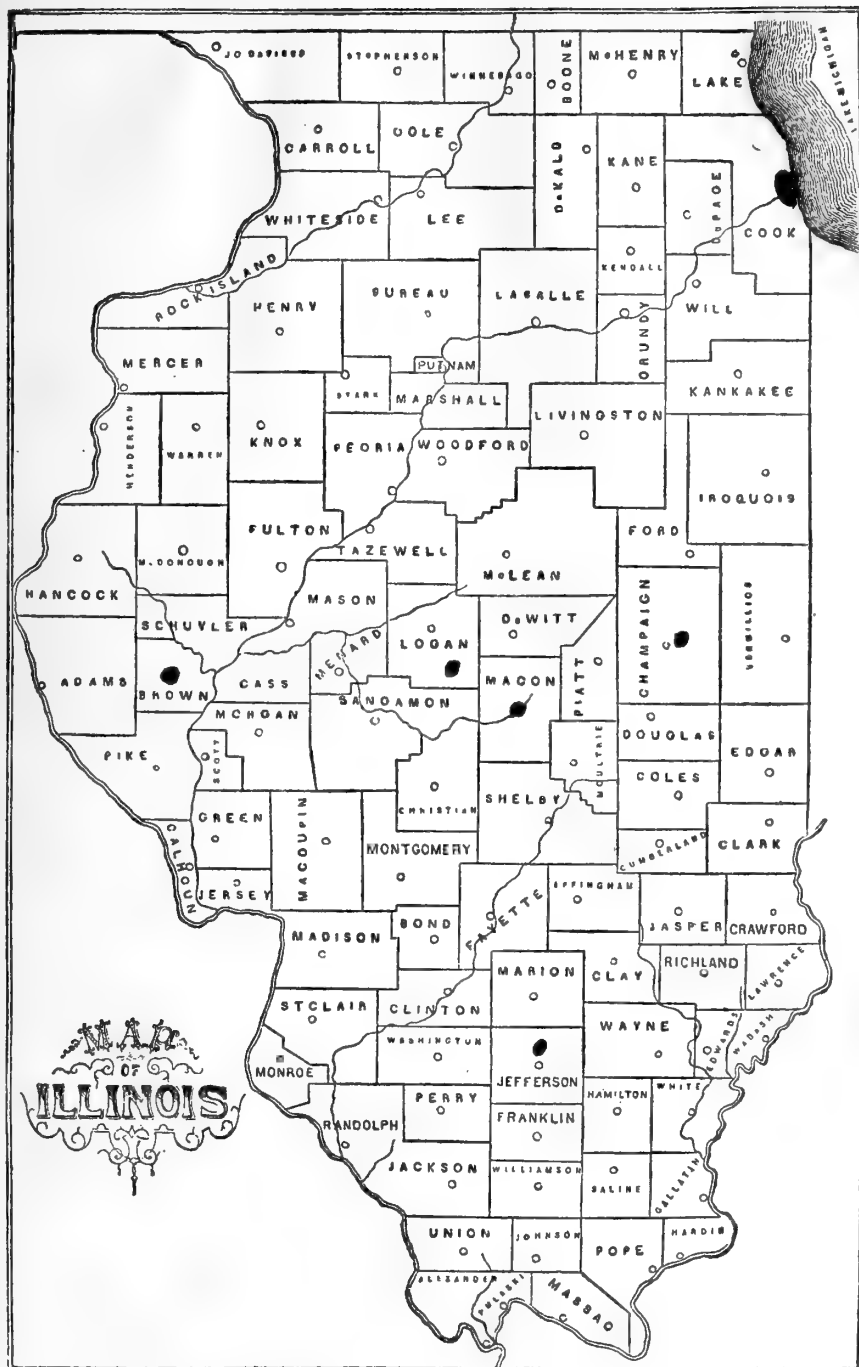 JO DAVIESS
STEPHERSON
WINNEBAGO
BOONE
McHENRY
LAKE
LAKE MICHIGAN
CARROLL
OGLE
DeKALB
KANE
DuPAGE
COOK
WHITESIDE
LEE
KENDALL
ROCK ISLAND
HENRY
BUREAU
LASALLE
GRUNDY
WILL
MERCER
PUTNAM
STARK
MARSHALL
KANKAKEE
HENDERSON
WARREN
KNOX
PEORIA
WOODFORD
LIVINGSTON
IROQUOIS
HANCOCK
McDONOUGH
FULTON
TAZEWELL
McLEAN
FORD
SCHUYLER
MASON
LOGAN
DeWITT
CHAMPAIGN
VERMILLION
ADAMS
BROWN
CASS
MENARD
MACON
PIATT
PIKE
SCOTT
MORGAN
SANGAMON
MOULTRIE
DOUGLAS
EDGAR
COLES
CALHOUN
GREEN
MACOUPIN
CHRISTIAN
SHELBY
CUMBERLAND
CLARK
JERSEY
MONTGOMERY
FAYETTE
EFFINGHAM
JASPER
CRAWFORD
MADISON
BOND
MARION
CLAY
RICHLAND
LAWRENCE
ST CLAIR
CLINTON
WAYNE
EDWARDS
WABASH
MONROE
WASHINGTON
JEFFERSON
HAMILTON
WHITE
RANDOLPH
PERRY
FRANKLIN
JACKSON
WILLIAMSON
SALINE
GALLATIN
UNION
JOHNSON
POPE
HARDIN
ALEXANDER
PULASKI
MASSAC
MAP
OF
ILLINOIS